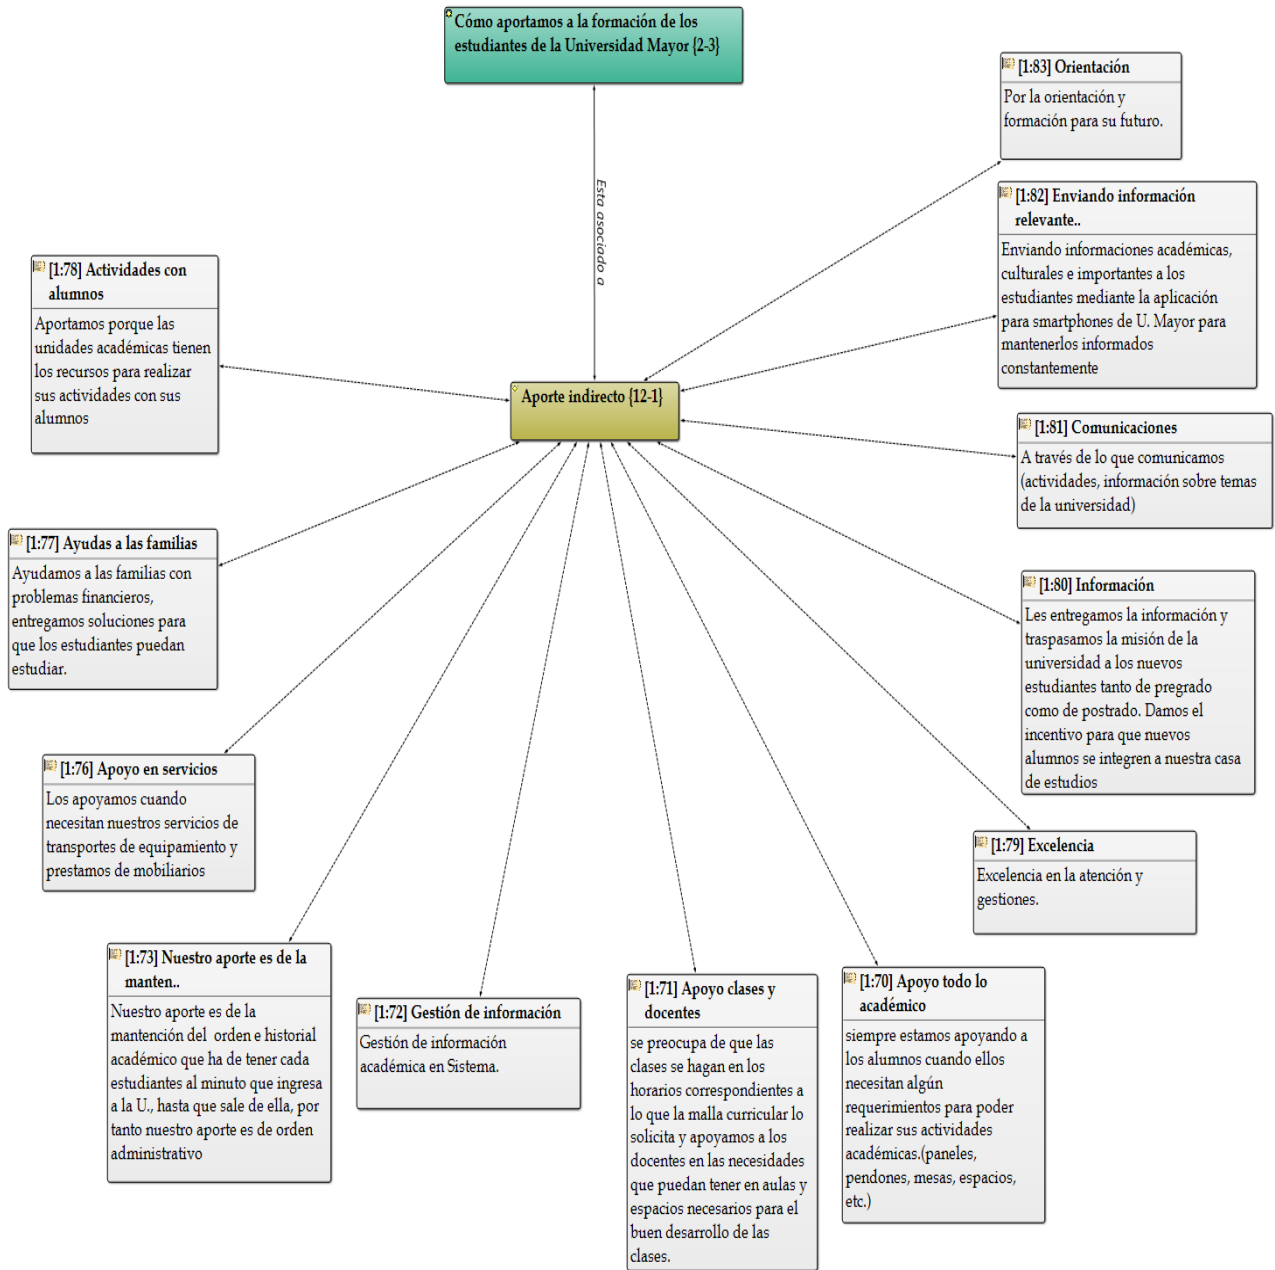 Cómo aportamos a la formación de los
estudiantes de la Universidad Mayor {2-3}
Esta asociado a
Aporte indirecto {12-1}
[1:83] Orientación
Por la orientación y
formación para su futuro.
[1:82] Enviando información
relevante..
Enviando informaciones académicas,
culturales e importantes a los
estudiantes mediante la aplicación
para smartphones de U. Mayor para
mantenerlos informados
constantemente
[1:81] Comunicaciones
A través de lo que comunicamos
(actividades, información sobre temas
de la universidad)
[1:80] Información
Les entregamos la información y
traspasamos la misión de la
universidad a los nuevos
estudiantes tanto de pregrado
como de postrado. Damos el
incentivo para que nuevos
alumnos se integren a nuestra casa
de estudios
[1:79] Excelencia
Excelencia en la atención y
gestiones.
[1:70] Apoyo todo lo
académico
siempre estamos apoyando a
los alumnos cuando ellos
necesitan algún
requerimientos para poder
realizar sus actividades
académicas.(paneles,
pendones, mesas, espacios,
etc.)
[1:71] Apoyo clases y
docentes
se preocupa de que las
clases se hagan en los
horarios correspondientes a
lo que la malla curricular lo
solicita y apoyamos a los
docentes en las necesidades
que puedan tener en aulas y
espacios necesarios para el
buen desarrollo de las
clases.
[1:72] Gestión de información
Gestión de información
académica en Sistema.
[1:73] Nuestro aporte es de la
manten..
Nuestro aporte es de la
mantención del orden e historial
académico que ha de tener cada
estudiantes al minuto que ingresa
a la U., hasta que sale de ella, por
tanto nuestro aporte es de orden
administrativo
[1:76] Apoyo en servicios
Los apoyamos cuando
necesitan nuestros servicios de
transportes de equipamiento y
prestamos de mobiliarios
[1:77] Ayudas a las familias
Ayudamos a las familias con
problemas financieros,
entregamos soluciones para
que los estudiantes puedan
estudiar.
[1:78] Actividades con
alumnos
Aportamos porque las
unidades académicas tienen
los recursos para realizar
sus actividades con sus
alumnos